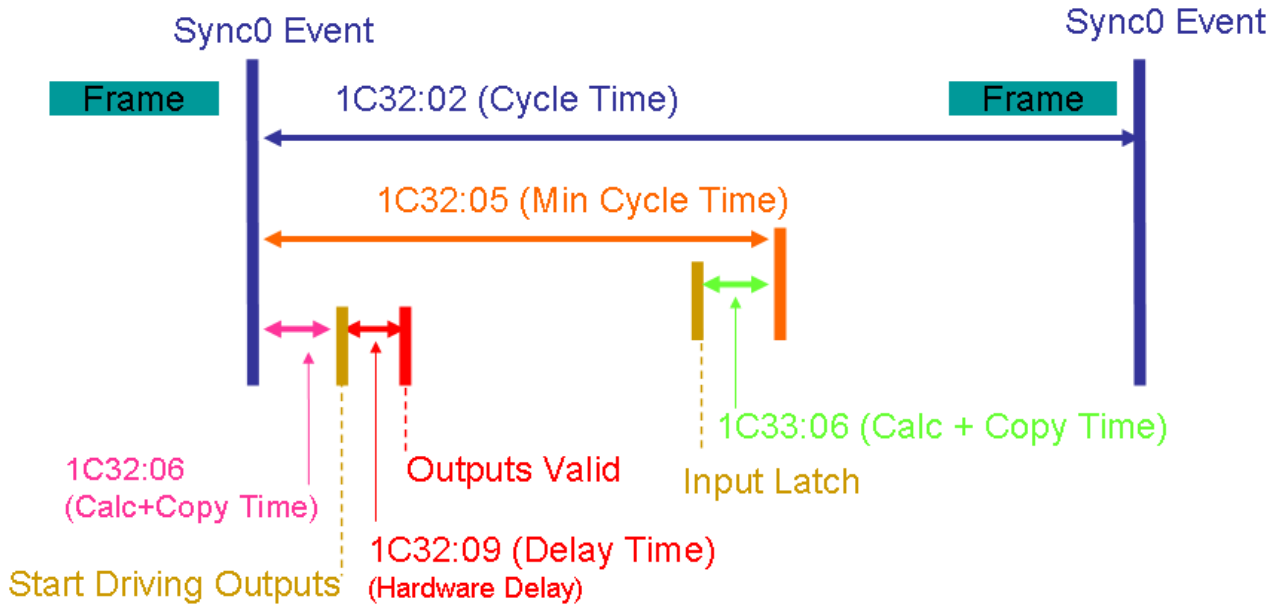 Sync0 Event
Sync0 Event
Frame
1C32:02 (Cycle Time)
Frame
1C32:05 (Min Cycle Time)
1C33:06 (Calc + Copy Time)
1C32:06
(Calc+Copy Time)
Outputs Valid
Input Latch
1C32:09 (Delay Time)
(Hardware Delay)
Start Driving Outputs